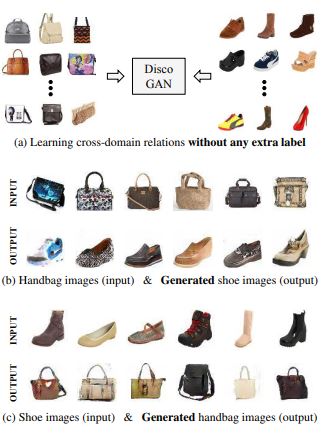 Disco
GAN
(a) Learning cross-domain relations without any extra label
INPUT
OUTPUT
(b) Handbag images (input) & Generated shoe images (output)
INPUT
OUTPUT
(c) Shoe images (input) & Generated handbag images (output)